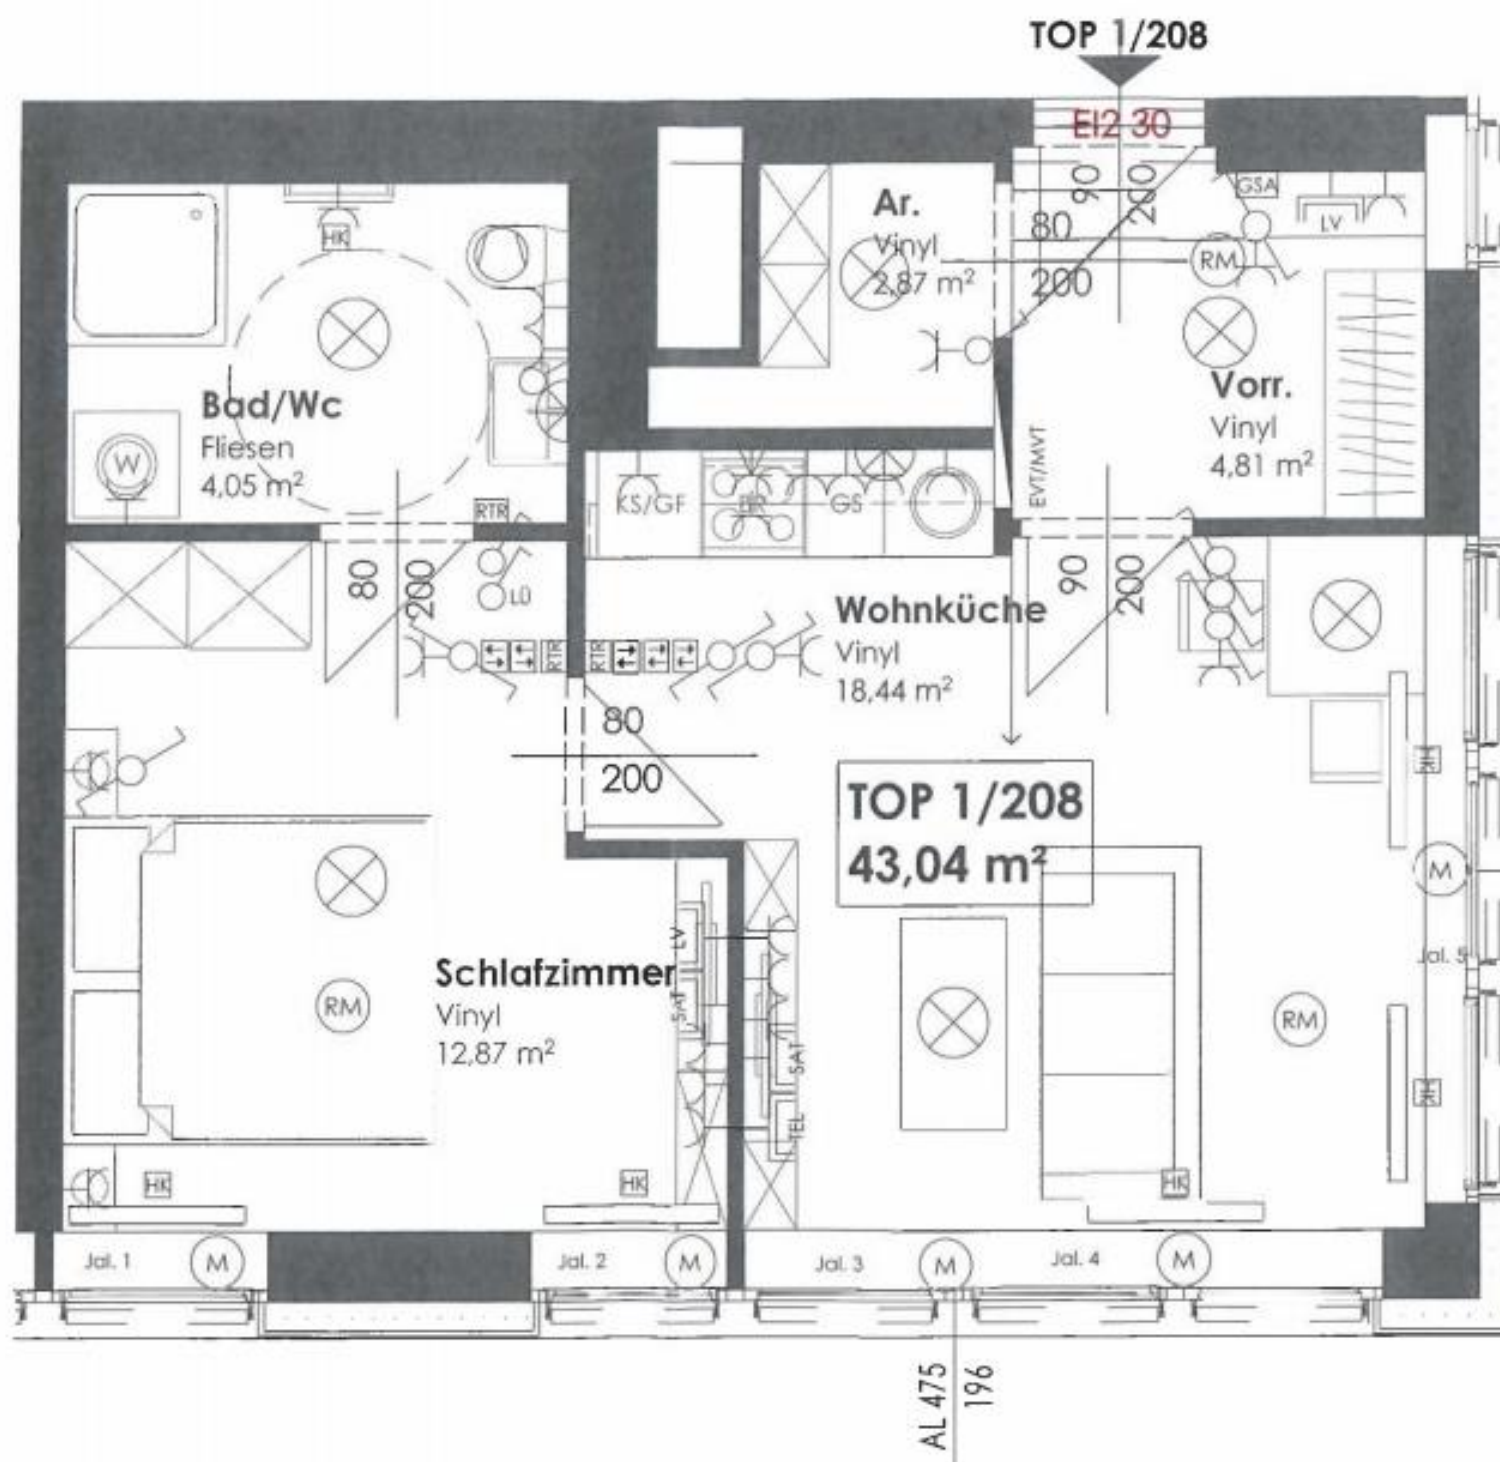 TOP 1/208
EI2 30
90
200
80
200
GSA
LV
RM
Ar.
Vinyl
2,87 m²
HK
Bad/Wc
Fliesen
4,05 m²
W
RTR
Vorr.
Vinyl
4,81 m²
EVT/MVT
KS/GF
BR
GS
80
200
LÜ
90
200
RTR
RTR
Wohnküche
Vinyl
18,44 m²
80
200
HK
TOP 1/208
43,04 m²
M
Jal. 5
Schlafzimmer
Vinyl
12,87 m²
RM
LV
SAT
SAT
TEL
RM
HK
HK
HK
HK
Jal. 1
M
Jal. 2
M
Jal. 3
M
Jal. 4
M
AL 475
196